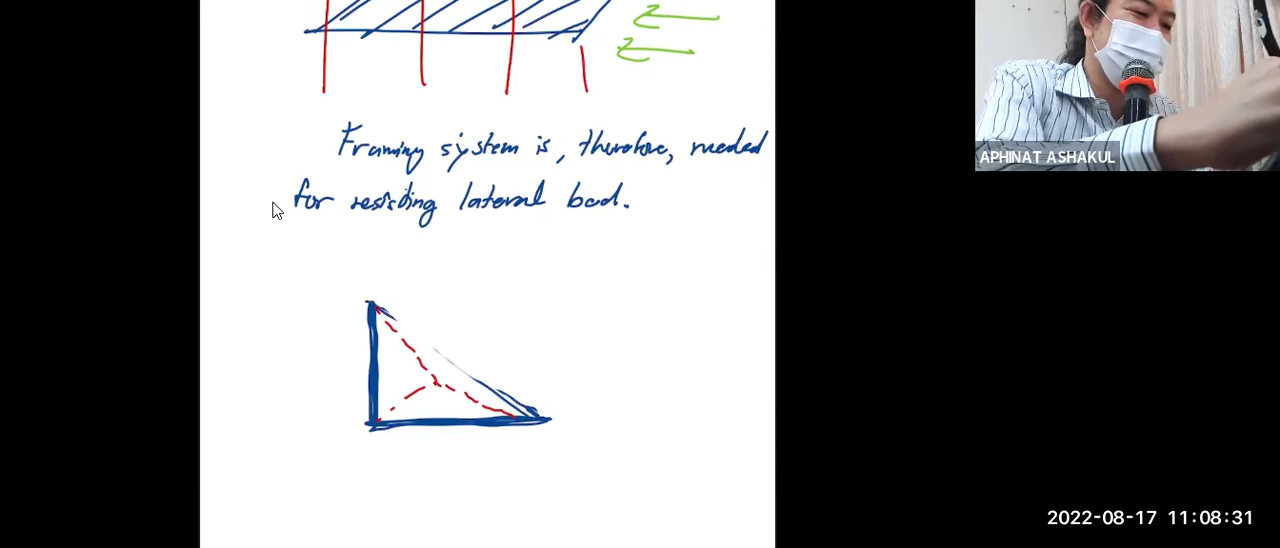 Framing system is, therefore, needed
for resisting lateral load.
APHINAT ASHAKUL
2022-08-17 11:08:31